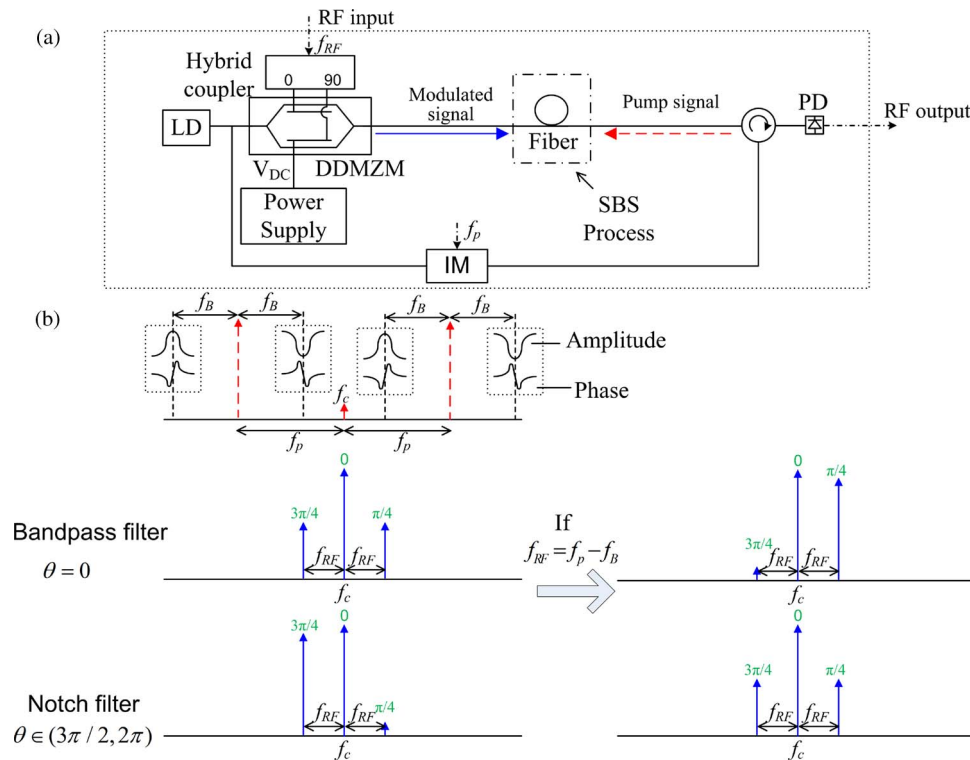 (a)
RF input
f_RF
Hybrid
coupler
0 90
LD
Modulated
signal
Pump signal
PD
RF output
Fiber
V_DC
DDMZM
Power
Supply
SBS
Process
f_p
IM
(b)
f_B f_B f_B f_B
Amplitude
Phase
f_c
f_p f_p
Bandpass filter
θ = 0
3π/4
0
π/4
f_RF f_RF
f_c
If
f_RF = f_p − f_B
3π/4
0
π/4
f_RF f_RF
f_c
Notch filter
θ ∈ (3π / 2, 2π)
3π/4
0
π/4
f_RF f_RF
f_c
3π/4
0
π/4
f_RF f_RF
f_c